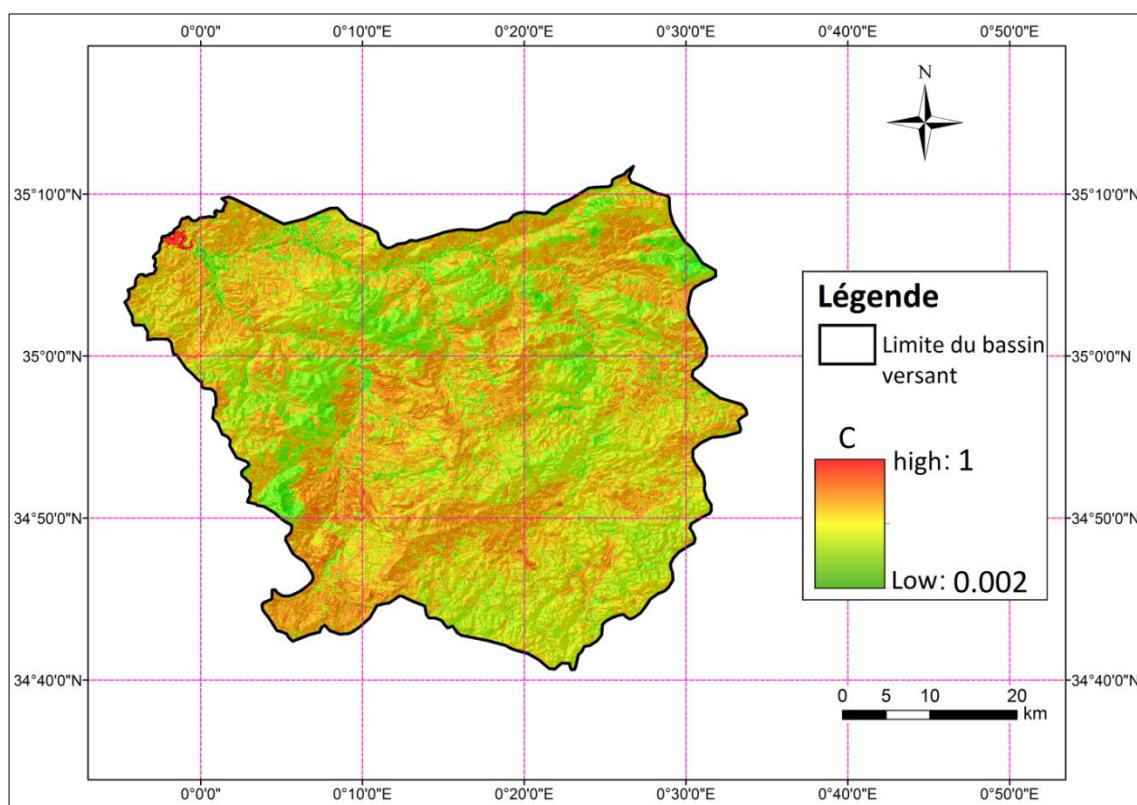 0°0'0" 0°10'0"E 0°20'0"E 0°30'0"E 0°40'0"E 0°50'0"E
N
35°10'0"N 35°10'0"N
Légende
Limite du bassin
versant
35°0'0"N 35°0'0"N
C
high: 1
34°50'0"N 34°50'0"N
Low: 0.002
34°40'0"N 34°40'0"N
0 5 10 20
km
0°0'0" 0°10'0"E 0°20'0"E 0°30'0"E 0°40'0"E 0°50'0"E